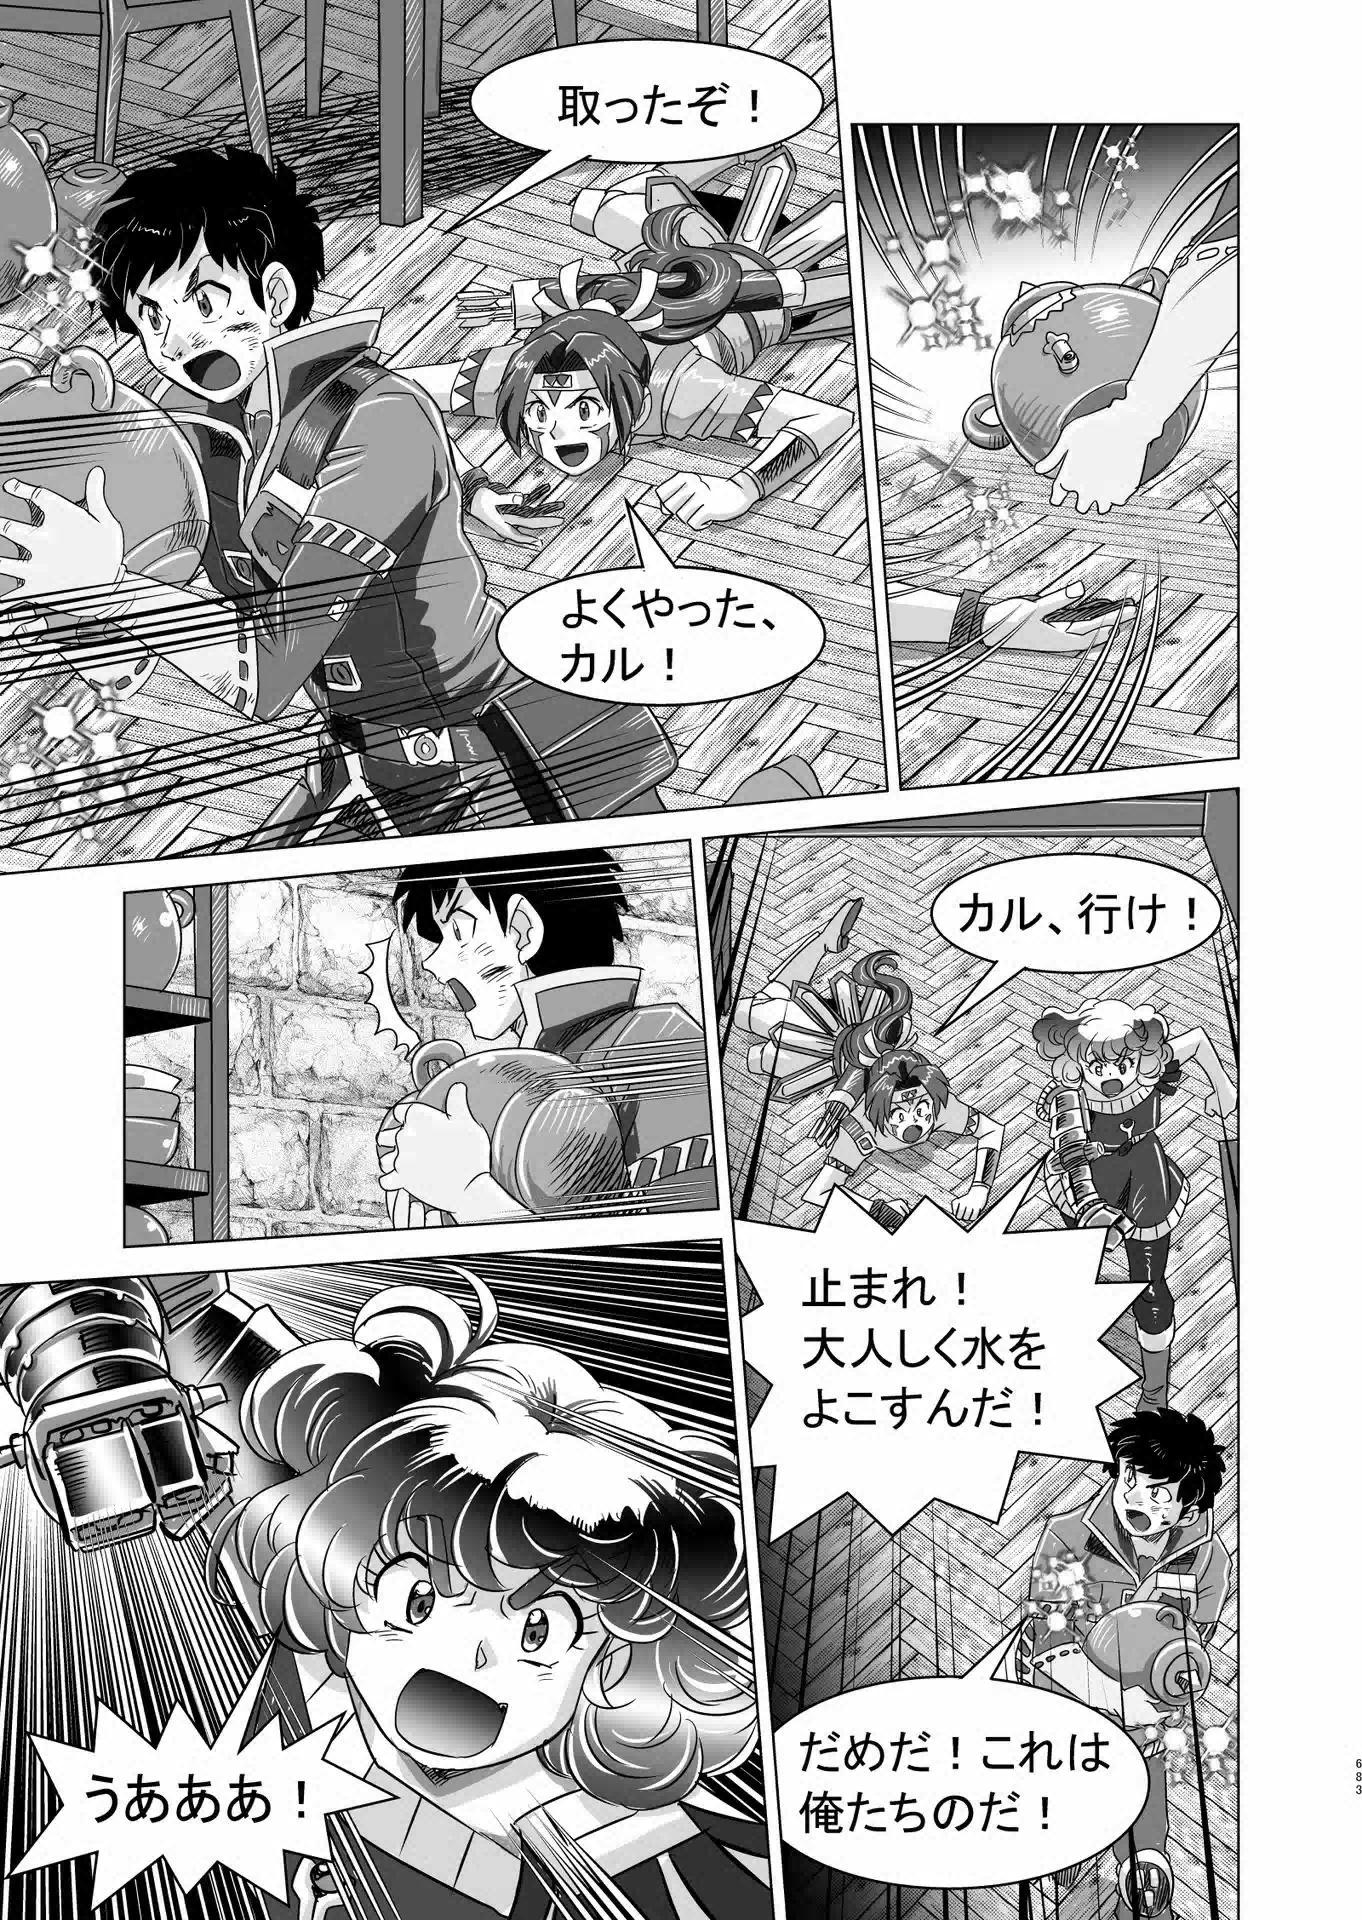 取ったぞ！
よくやった、
カル！
カル、行け！
止まれ！
大人しく水を
よこすんだ！
だめだ！これは
俺たちのだ！
うあああ！
683